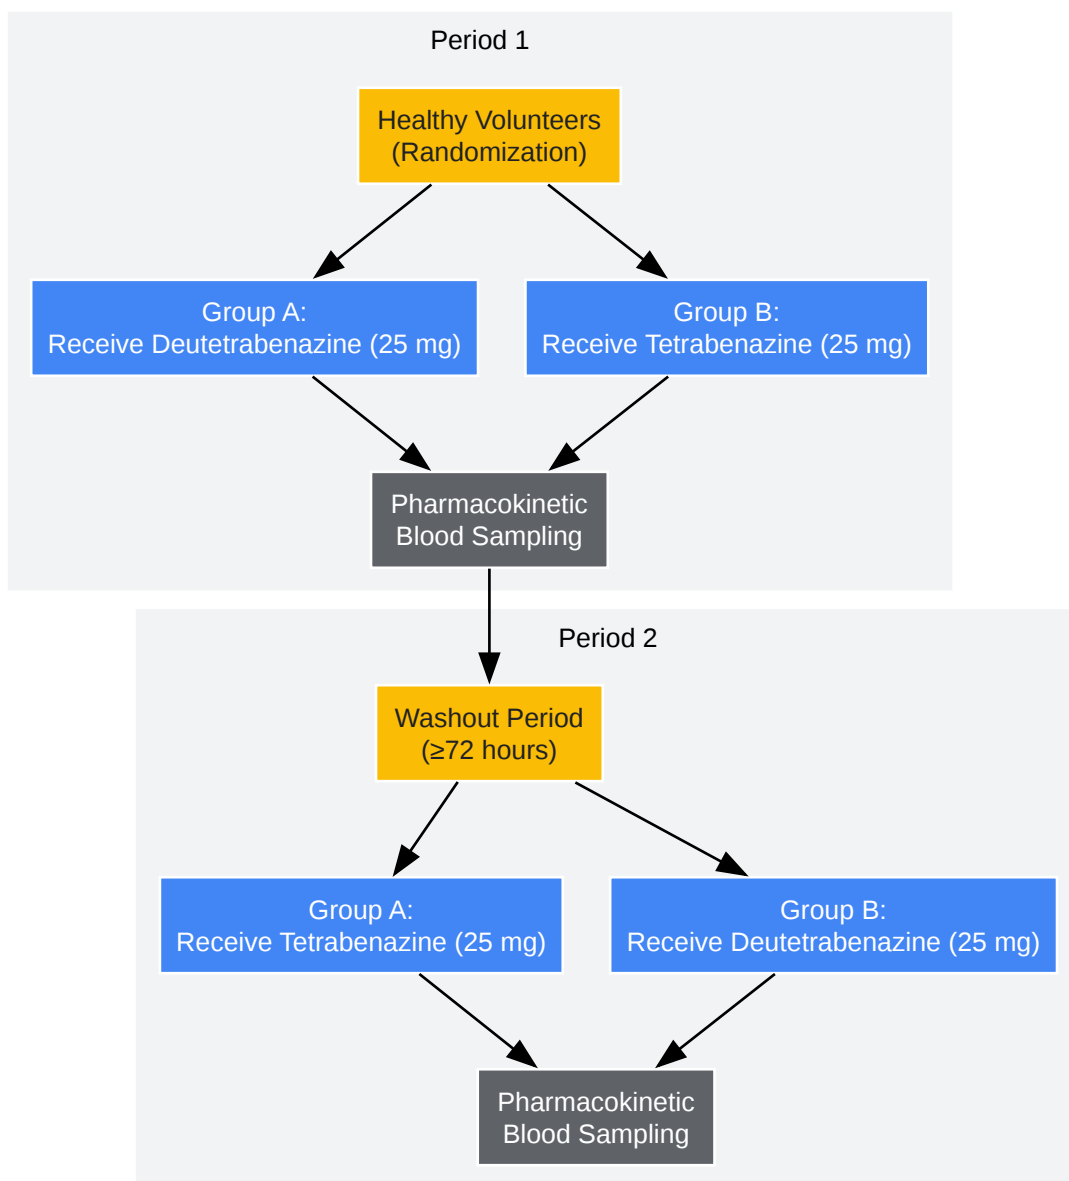 Period 1
Healthy Volunteers
(Randomization)
Group A:
Receive Deutetrabenazine (25 mg)
Group B:
Receive Tetrabenazine (25 mg)
Pharmacokinetic
Blood Sampling
Period 2
Washout Period
(≥72 hours)
Group A:
Receive Tetrabenazine (25 mg)
Group B:
Receive Deutetrabenazine (25 mg)
Pharmacokinetic
Blood Sampling